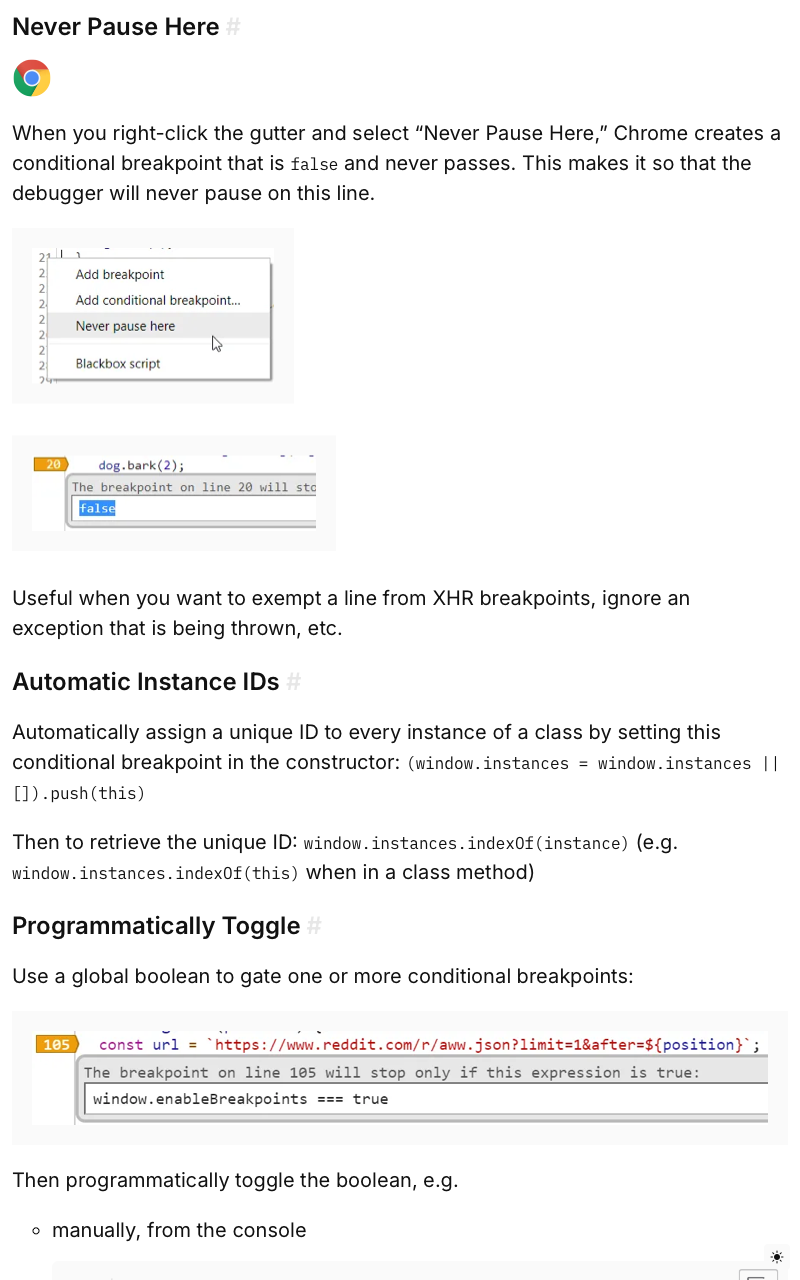 Never Pause Here #
When you right-click the gutter and select “Never Pause Here,” Chrome creates a
conditional breakpoint that is false and never passes. This makes it so that the
debugger will never pause on this line.
21 }
Add breakpoint
Add conditional breakpoint...
Never pause here
Blackbox script
20 dog.bark(2);
The breakpoint on line 20 will sto
false
Useful when you want to exempt a line from XHR breakpoints, ignore an
exception that is being thrown, etc.
Automatic Instance IDs #
Automatically assign a unique ID to every instance of a class by setting this
conditional breakpoint in the constructor: (window.instances = window.instances ||
[]).push(this)
Then to retrieve the unique ID: window.instances.indexOf(instance) (e.g.
window.instances.indexOf(this) when in a class method)
Programmatically Toggle #
Use a global boolean to gate one or more conditional breakpoints:
105 const url = `https://www.reddit.com/r/aww.json?limit=1&after=${position}`;
The breakpoint on line 105 will stop only if this expression is true:
window.enableBreakpoints === true
Then programmatically toggle the boolean, e.g.
manually, from the console